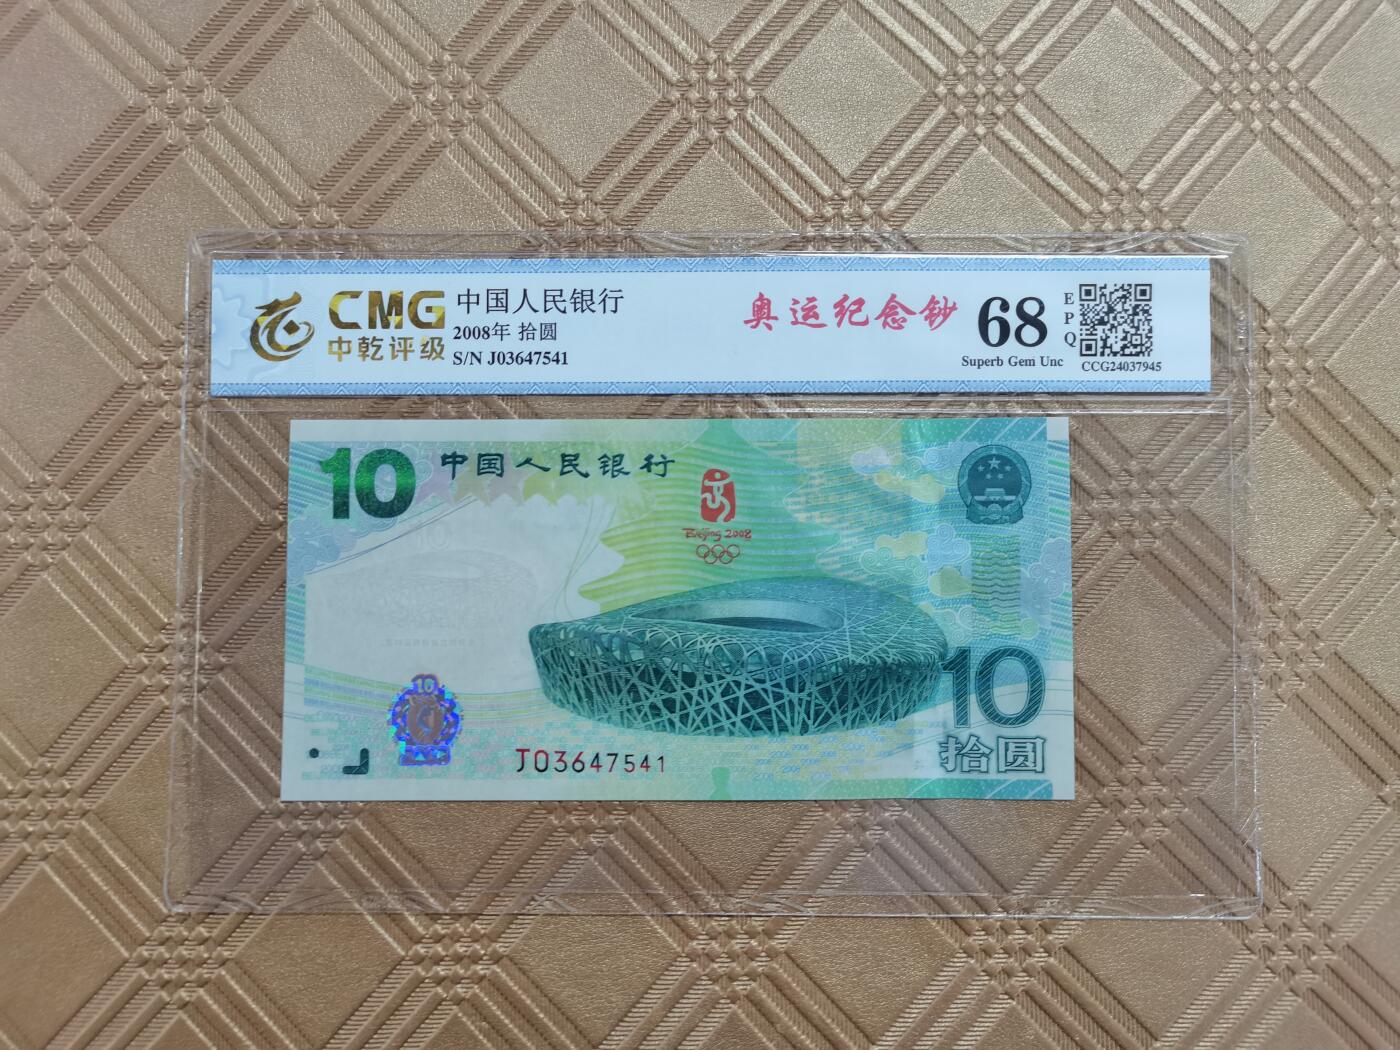 CMG
中乾评级
中国人民银行
2008年 拾圆
S/N J03647541
奥运纪念钞
68
Superb Gem Unc
EPQ
CCG24037945
10
中国人民银行
Beijing 2008
10
J03647541
10
拾圆